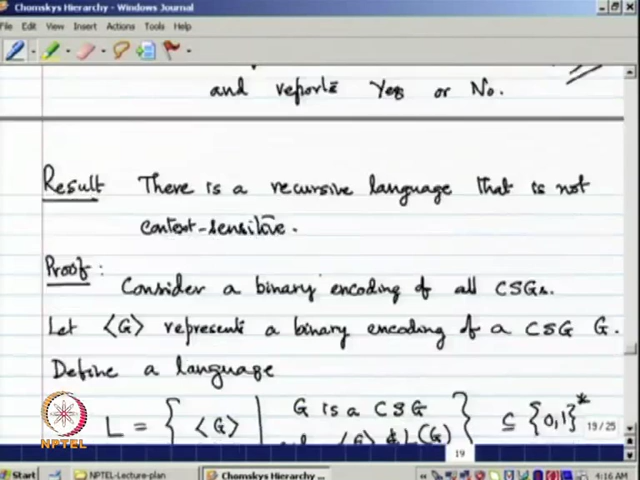 Chomskys Hierarchy - Windows Journal
File Edit View Insert Actions Tools Help
and reports Yes or No.
Result There is a recursive language that is not
context-sensitive.
Proof:
Consider a binary encoding of all CSGs.
Let <G> represents a binary encoding of a CSG G.
Define a language
L = { <G> | G is a CSG and <G> ∉ L(G) } ⊆ {0,1}*
NPTEL
19/25
19
Start NPTEL-Lecture-plan Chomskys Hierarchy - ... 4:16 AM